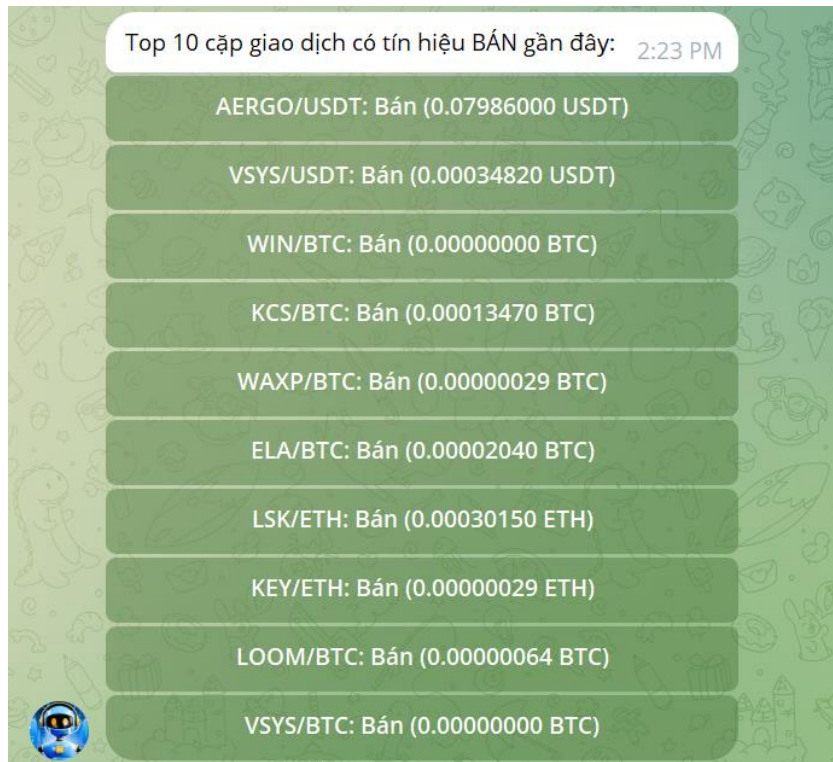 Top 10 cặp giao dịch có tín hiệu BÁN gần đây: 2:23 PM
AERGO/USDT: Bán (0.07986000 USDT)
VSYS/USDT: Bán (0.00034820 USDT)
WIN/BTC: Bán (0.00000000 BTC)
KCS/BTC: Bán (0.00013470 BTC)
WAXP/BTC: Bán (0.00000029 BTC)
ELA/BTC: Bán (0.00002040 BTC)
LSK/ETH: Bán (0.00030150 ETH)
KEY/ETH: Bán (0.00000029 ETH)
LOOM/BTC: Bán (0.00000064 BTC)
VSYS/BTC: Bán (0.00000000 BTC)